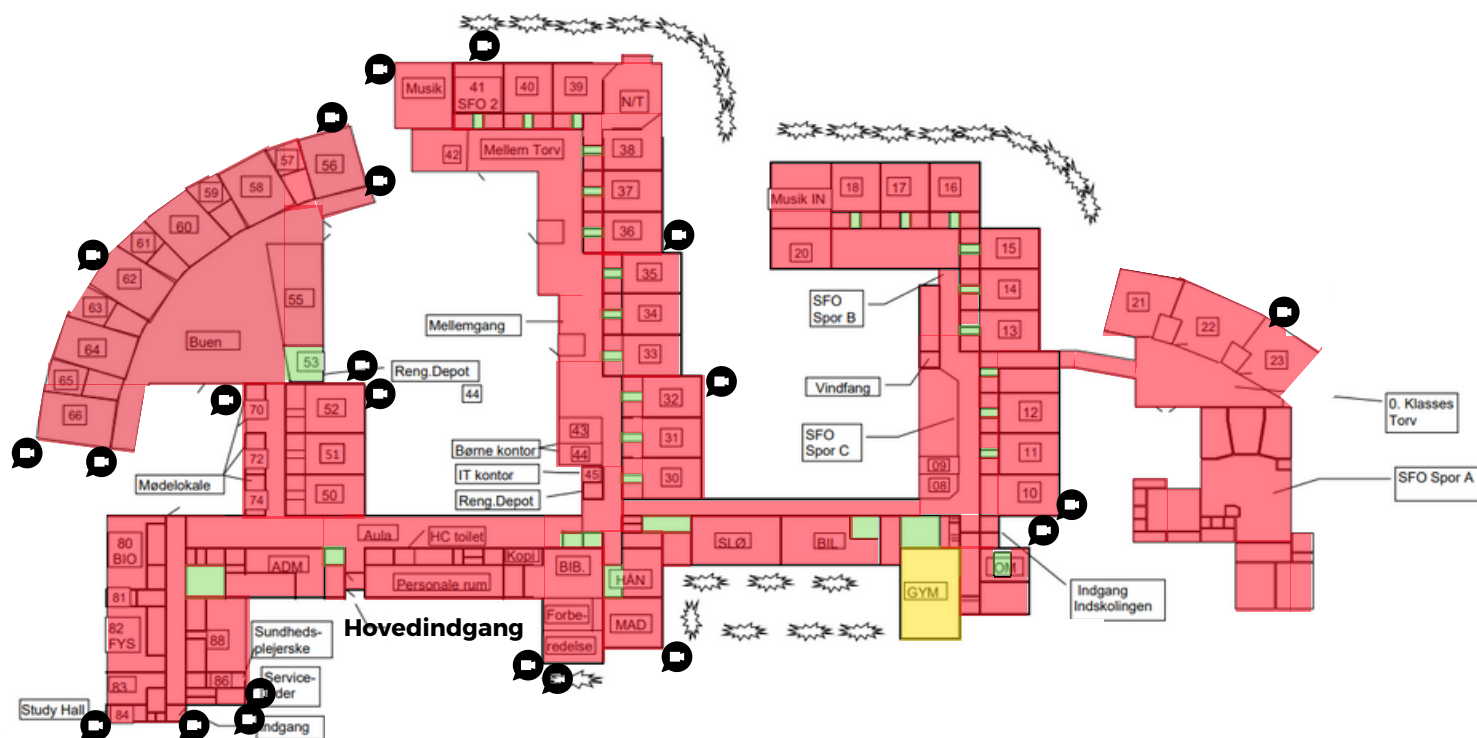 Musik
41
SFO 2
40
39
N/T
42
Mellem Torv
38
37
36
35
34
33
32
31
30
Mellemgang
43
Børne kontor
44
IT kontor
45
Reng.Depot
57
56
59
58
60
61
62
63
64
65
66
Buen
55
53
Reng.Depot
44
70
72
74
Mødelokale
52
51
50
Musik IN
18
17
16
20
15
14
13
SFO
Spor B
Vindfang
SFO
Spor C
09
08
12
11
10
21
22
23
0. Klasses
Torv
SFO Spor A
80
BIO
81
82
FYS
83
84
88
86
ADM
Aula
HC toilet
Kopi
Personale rum
BIB.
HÅN
MAD
Forbe-
redelse
SLØ
BIL
GYM
OM
Indgang
Indskolingen
Hovedindgang
Sundheds-
plejerske
Service-
Study Hall